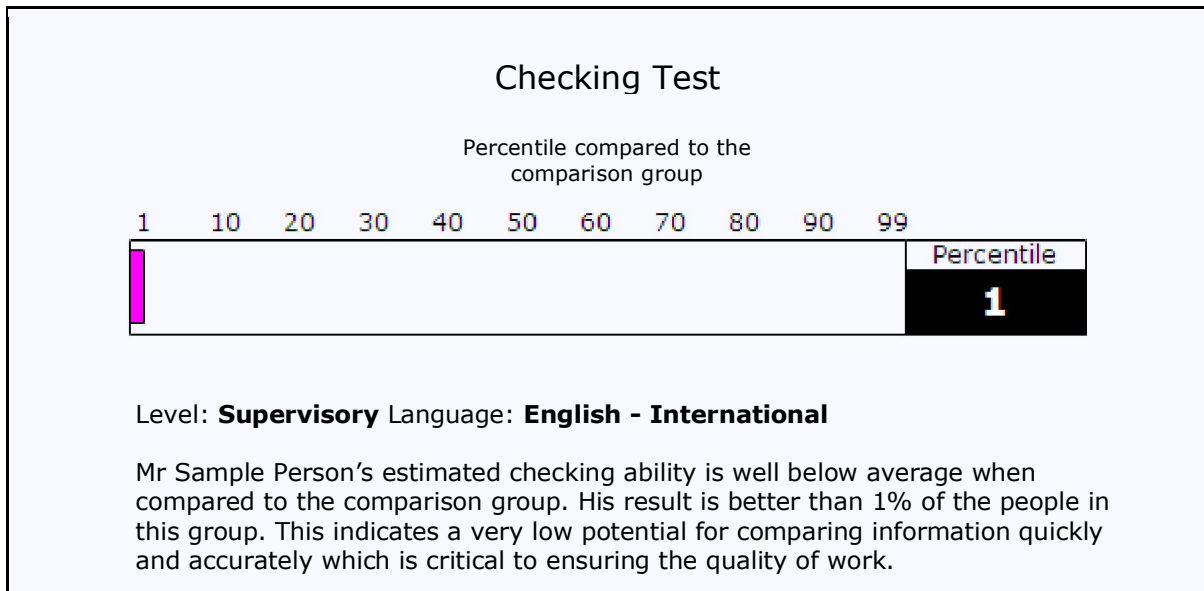 Checking Test
Percentile compared to the
comparison group
1 10 20 30 40 50 60 70 80 90 99
Percentile
1
Level: Supervisory Language: English - International
Mr Sample Person’s estimated checking ability is well below average when
compared to the comparison group. His result is better than 1% of the people in
this group. This indicates a very low potential for comparing information quickly
and accurately which is critical to ensuring the quality of work.